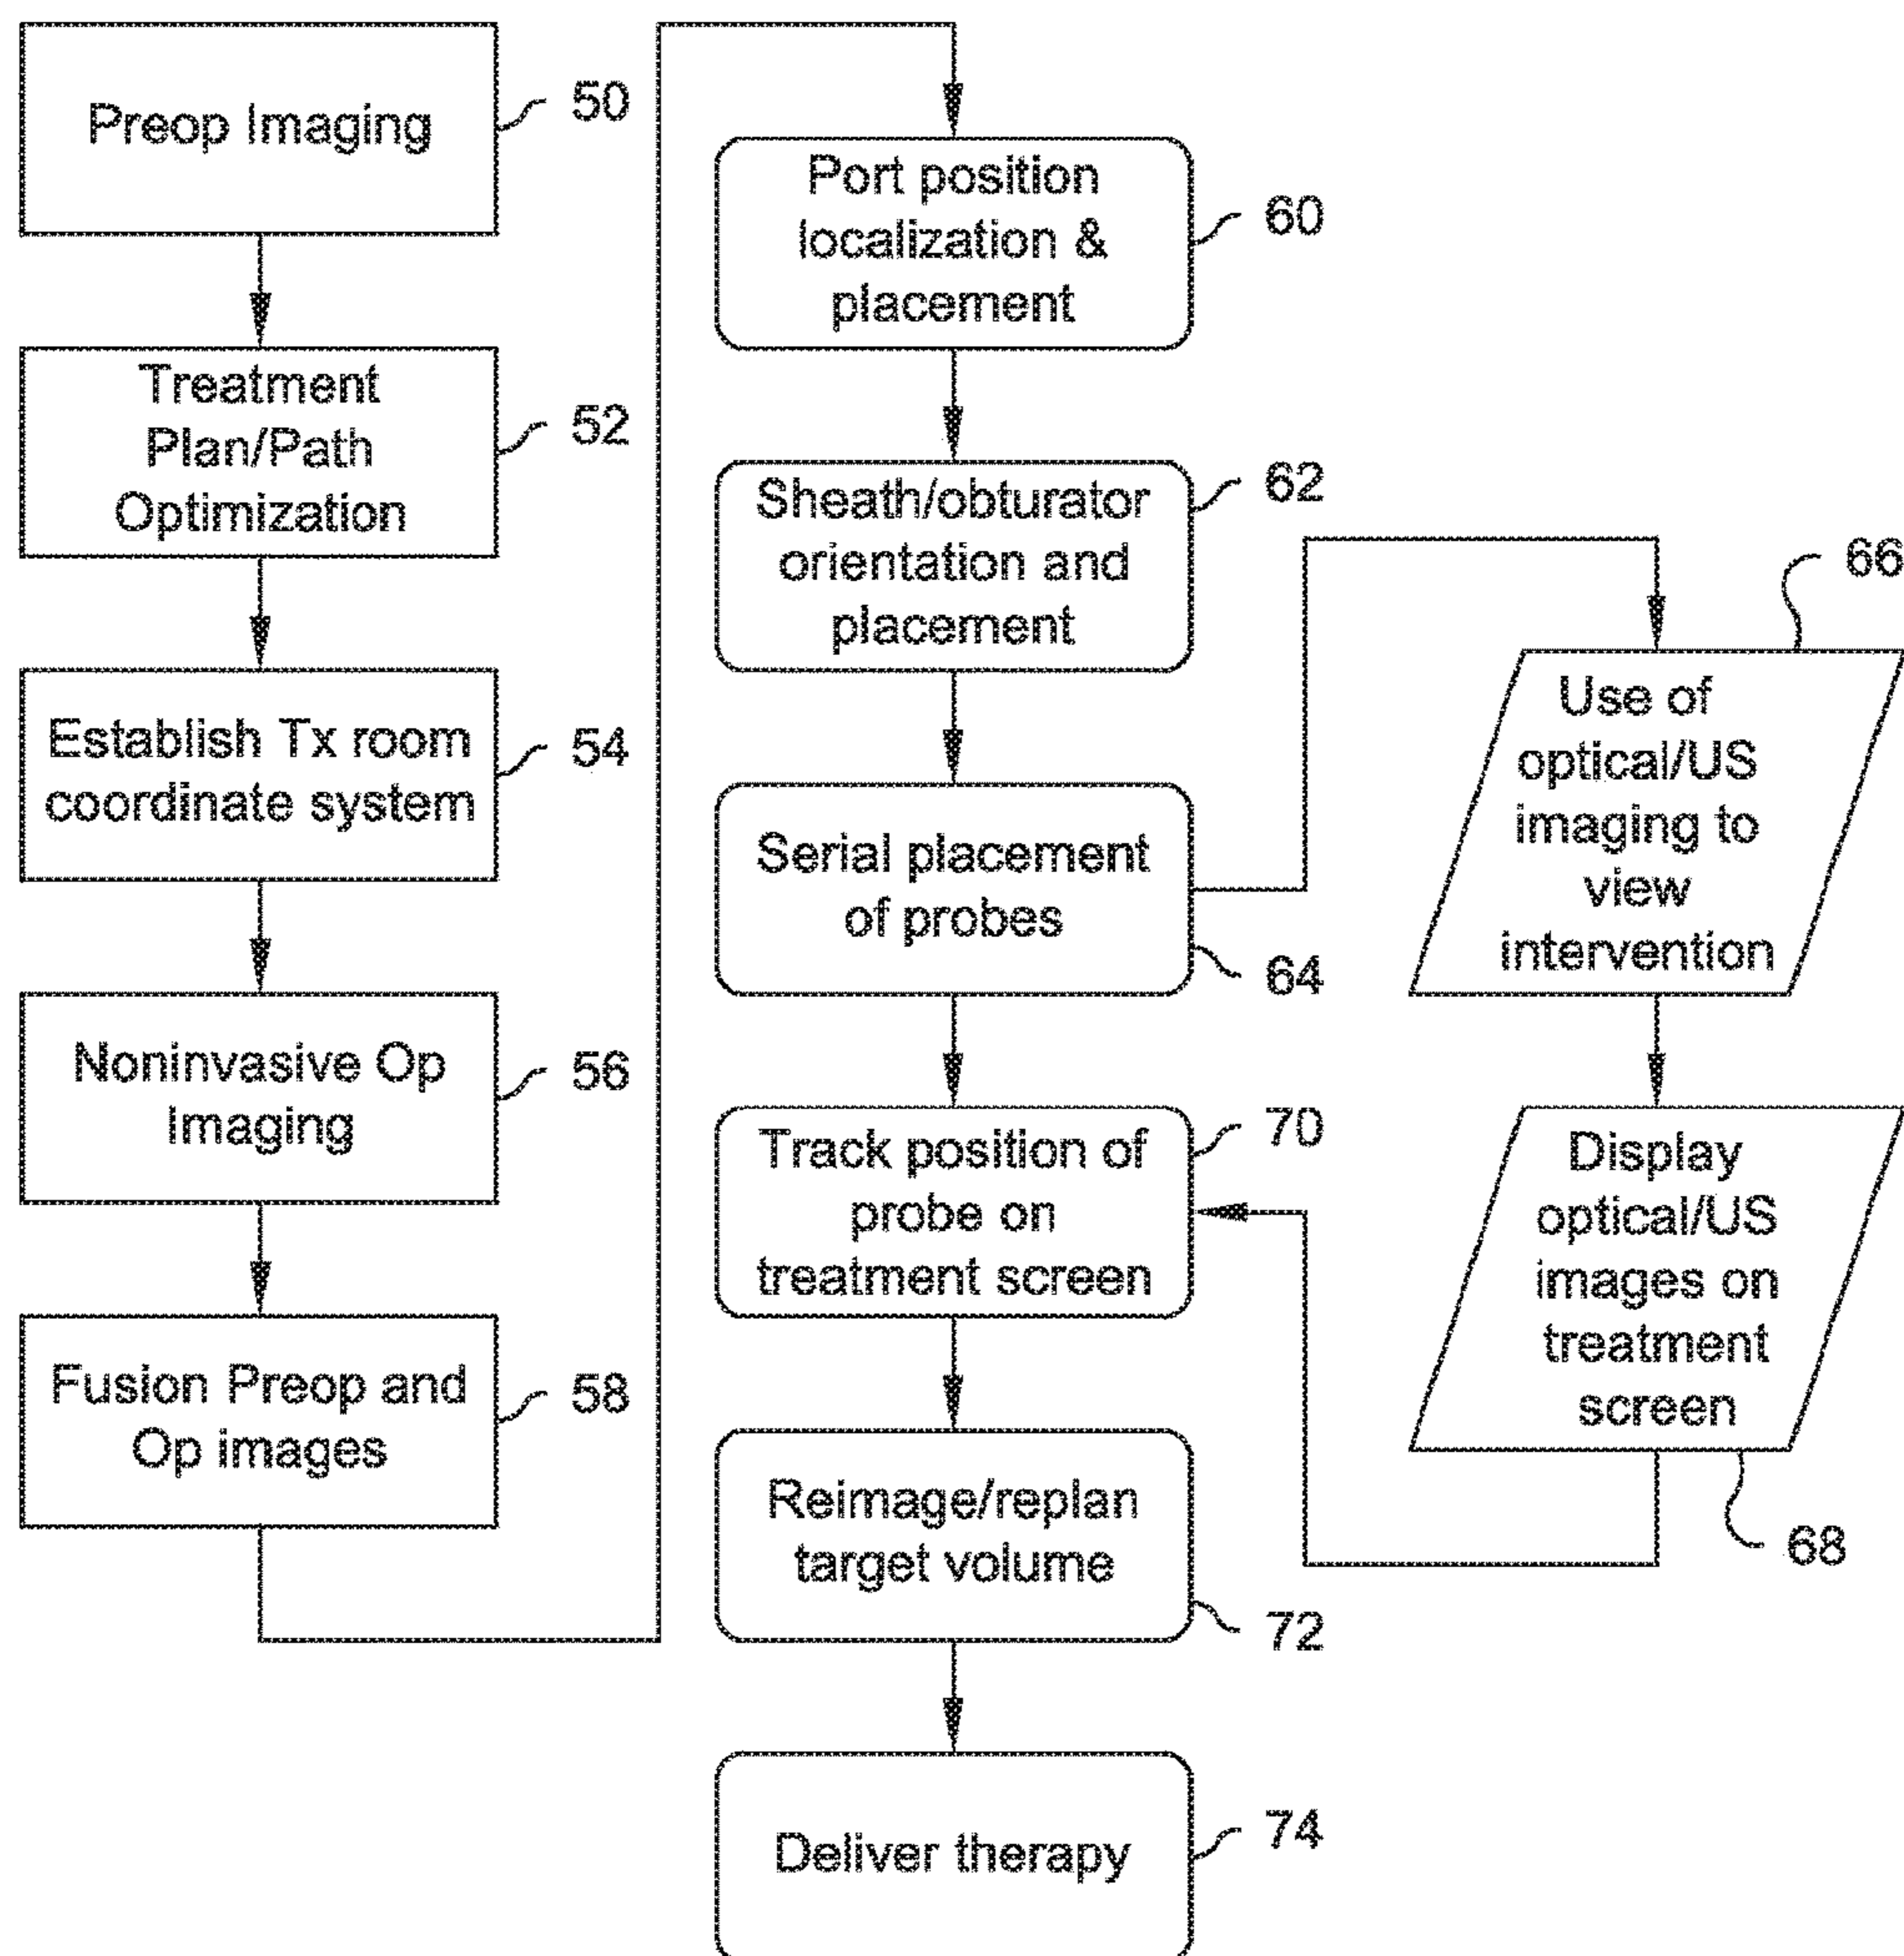 Preop Imaging
50
Treatment
Plan/Path
Optimization
52
Establish Tx room
coordinate system
54
Noninvasive Op
Imaging
56
Fusion Preop and
Op images
58
Port position
localization &
placement
60
Sheath/obturator
orientation and
placement
62
Serial placement
of probes
64
Use of
optical/US
imaging to
view
intervention
66
Display
optical/US
images on
treatment
screen
68
Track position of
probe on
treatment screen
70
Reimage/replan
target volume
72
Deliver therapy
74